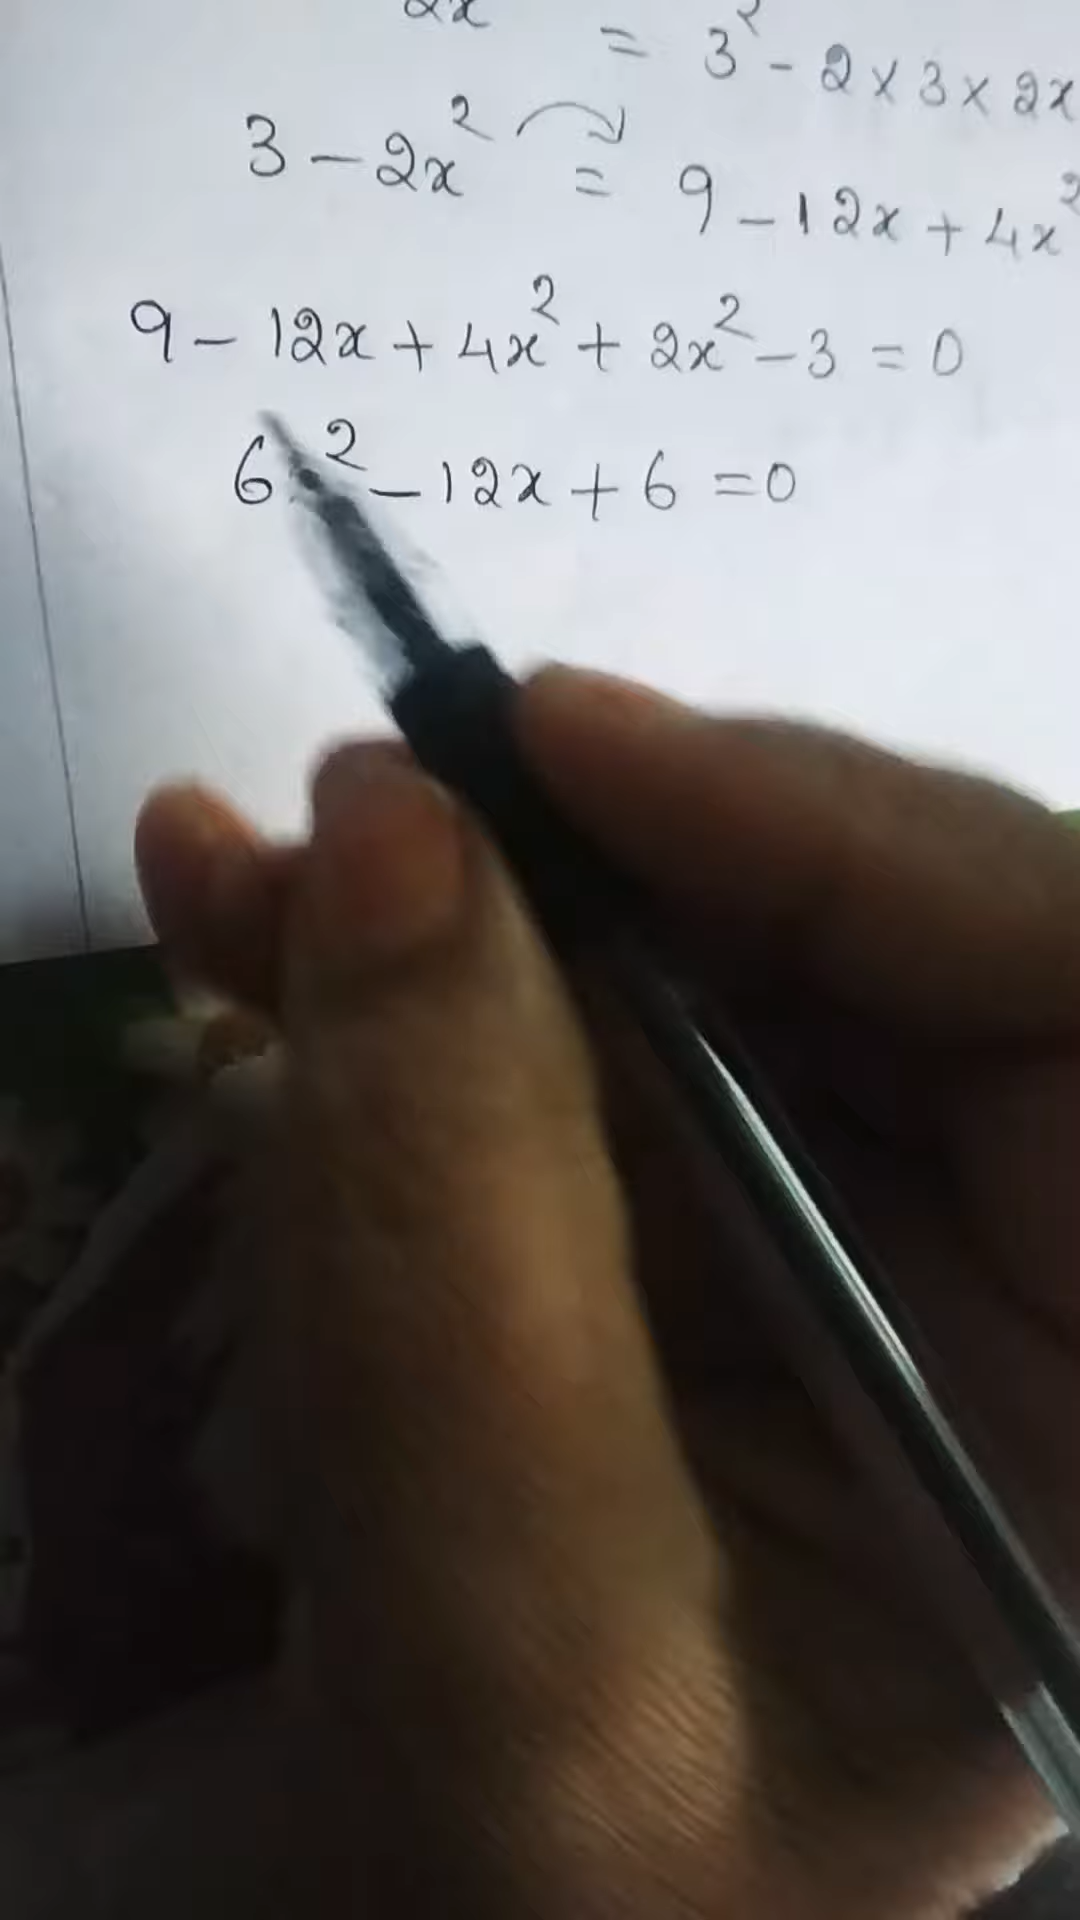 2x = 3² - 2 × 3 × 2x
3 - 2x² = 9 - 12x + 4x²
9 - 12x + 4x² + 2x² - 3 = 0
6 ² - 12x + 6 = 0